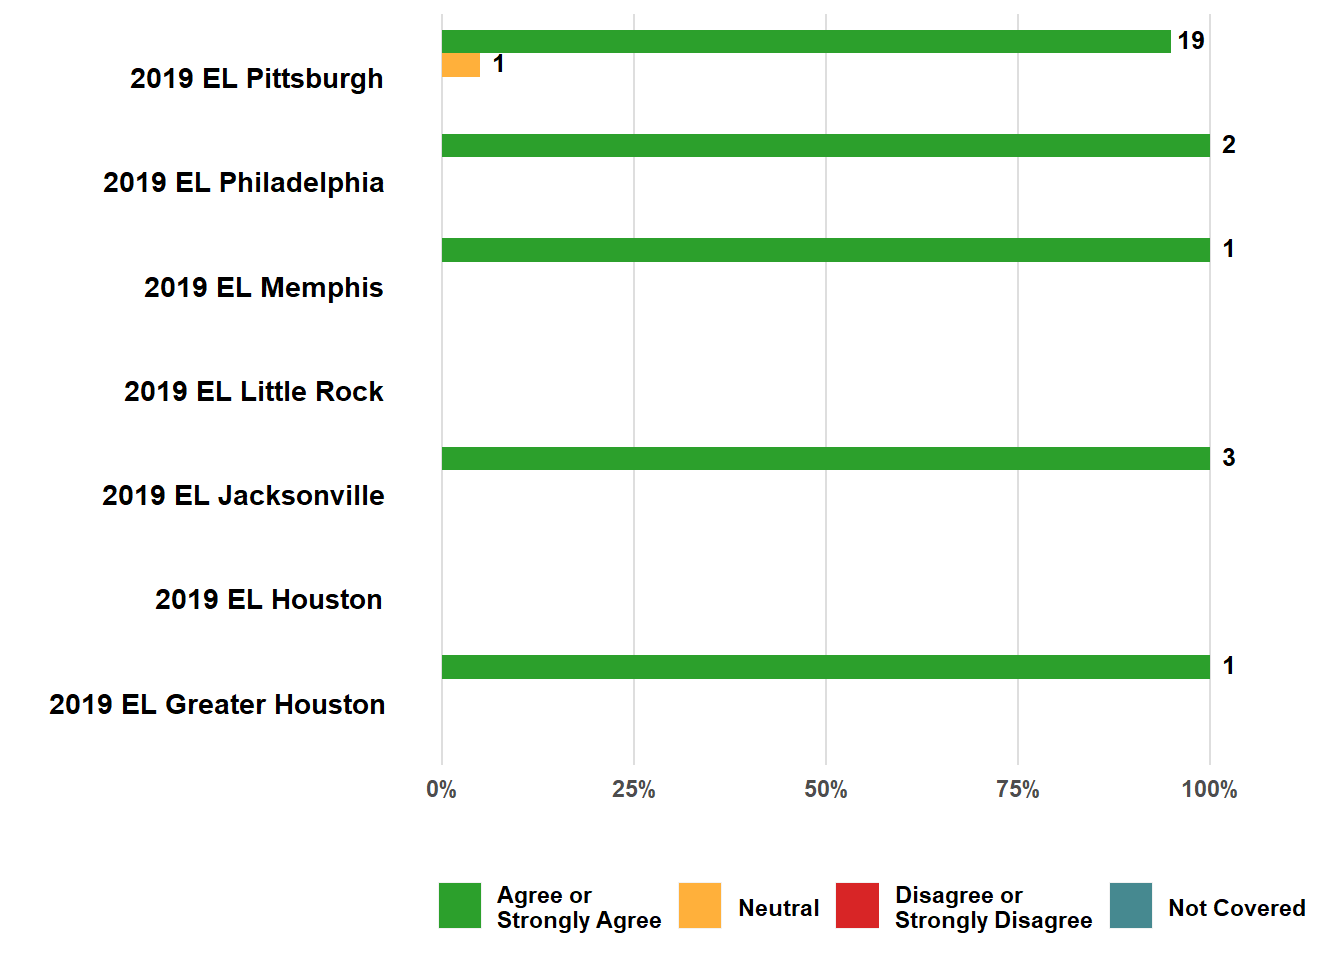 19
1
2019 EL Pittsburgh
2
2019 EL Philadelphia
1
2019 EL Memphis
2019 EL Little Rock
3
2019 EL Jacksonville
2019 EL Houston
1
2019 EL Greater Houston
0% 25% 50% 75% 100%
Agree or
Strongly Agree
Neutral
Disagree or
Strongly Disagree
Not Covered